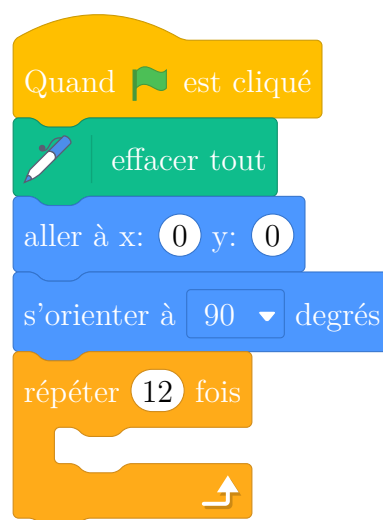 Quand est cliqué
effacer tout
aller à x: 0 y: 0
s'orienter à 90 degrés
répéter 12 fois